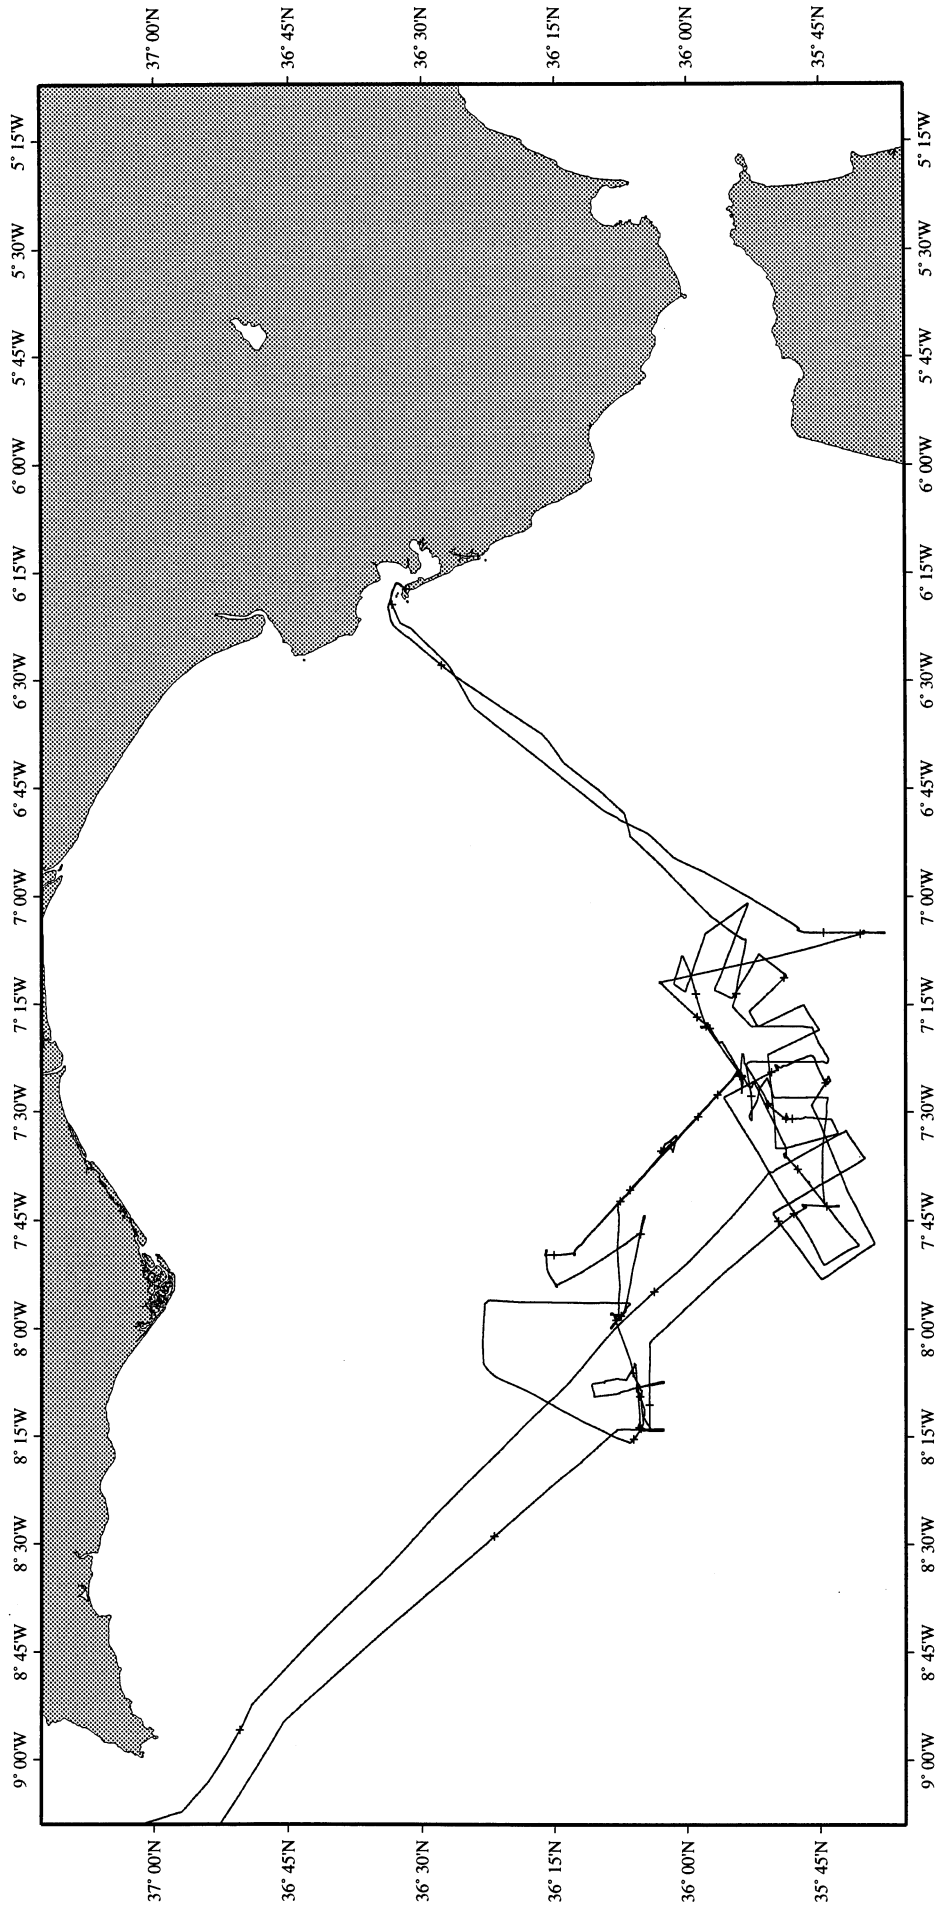 37° 00'N
36° 45'N
36° 30'N
36° 15'N
36° 00'N
35° 45'N
5° 15'W
5° 30'W
5° 45'W
6° 00'W
6° 15'W
6° 30'W
6° 45'W
7° 00'W
7° 15'W
7° 30'W
7° 45'W
8° 00'W
8° 15'W
8° 30'W
8° 45'W
9° 00'W
5° 15'W
5° 30'W
5° 45'W
6° 00'W
6° 15'W
6° 30'W
6° 45'W
7° 00'W
7° 15'W
7° 30'W
7° 45'W
8° 00'W
8° 15'W
8° 30'W
8° 45'W
9° 00'W
37° 00'N
36° 45'N
36° 30'N
36° 15'N
36° 00'N
35° 45'N